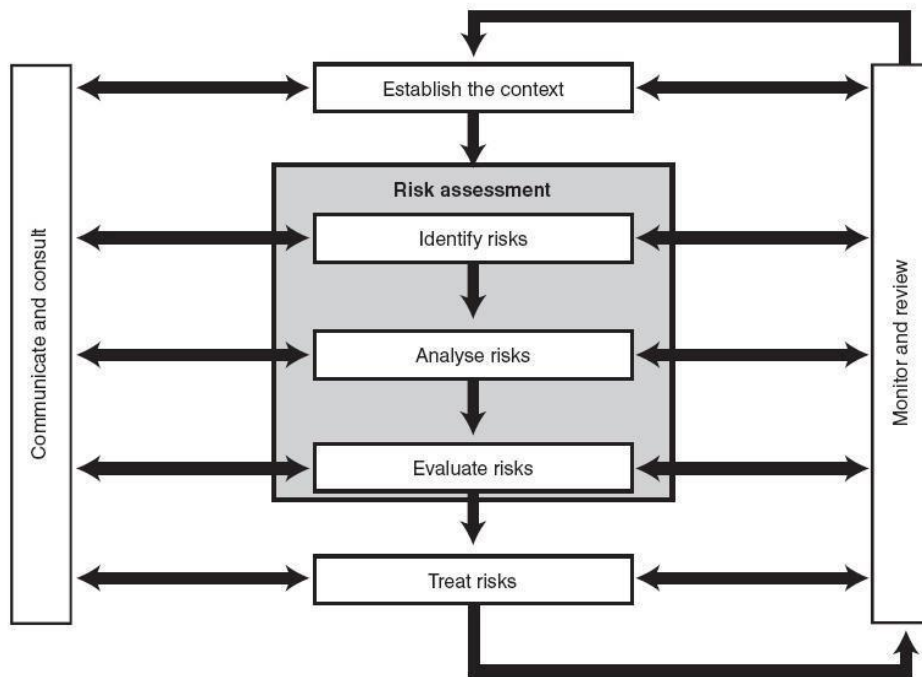 Establish the context
Risk assessment
Identify risks
Analyse risks
Evaluate risks
Treat risks
Communicate and consult
Monitor and review